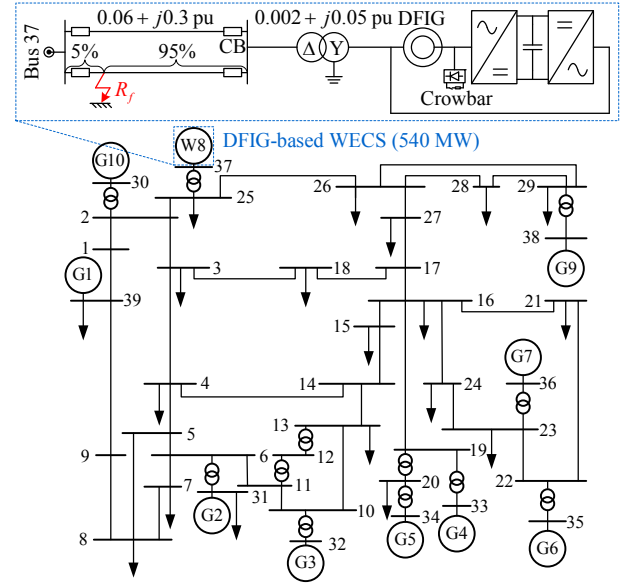 0.06 + j0.3 pu
0.002 + j0.05 pu
DFIG
Bus 37
CB
5%
95%
Δ
Y
R_f
Crowbar
DFIG-based WECS (540 MW)
G10
W8
30
37
25
26
28
29
2
27
38
1
G1
G9
3
18
17
39
16
21
15
G7
4
14
24
36
13
5
19
23
9
6
12
20
22
7
31
11
10
33
34
35
G2
G5
G4
G6
8
G3
32